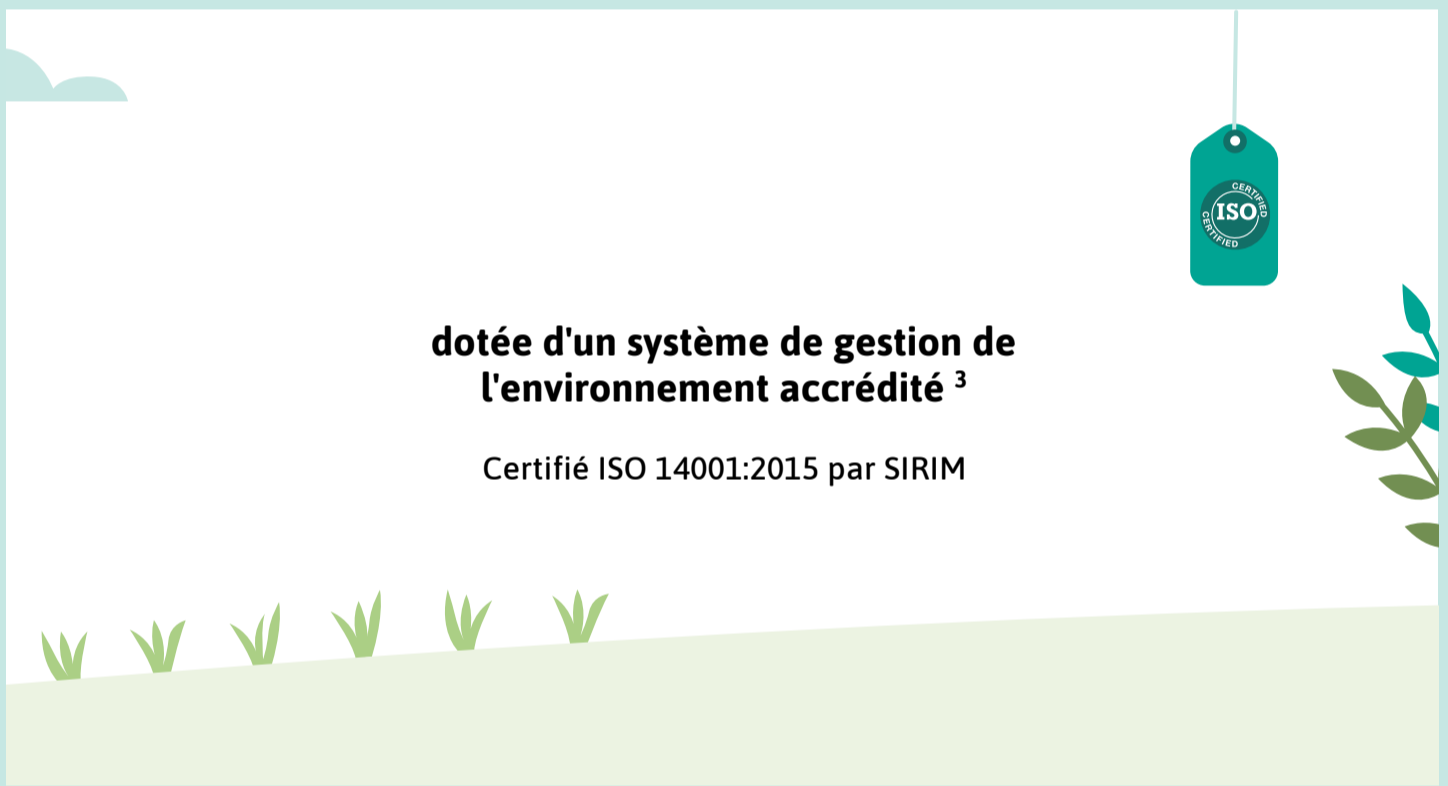 CERTIFIED
ISO
CERTIFIED
dotée d'un système de gestion de
l'environnement accrédité ³
Certifié ISO 14001:2015 par SIRIM